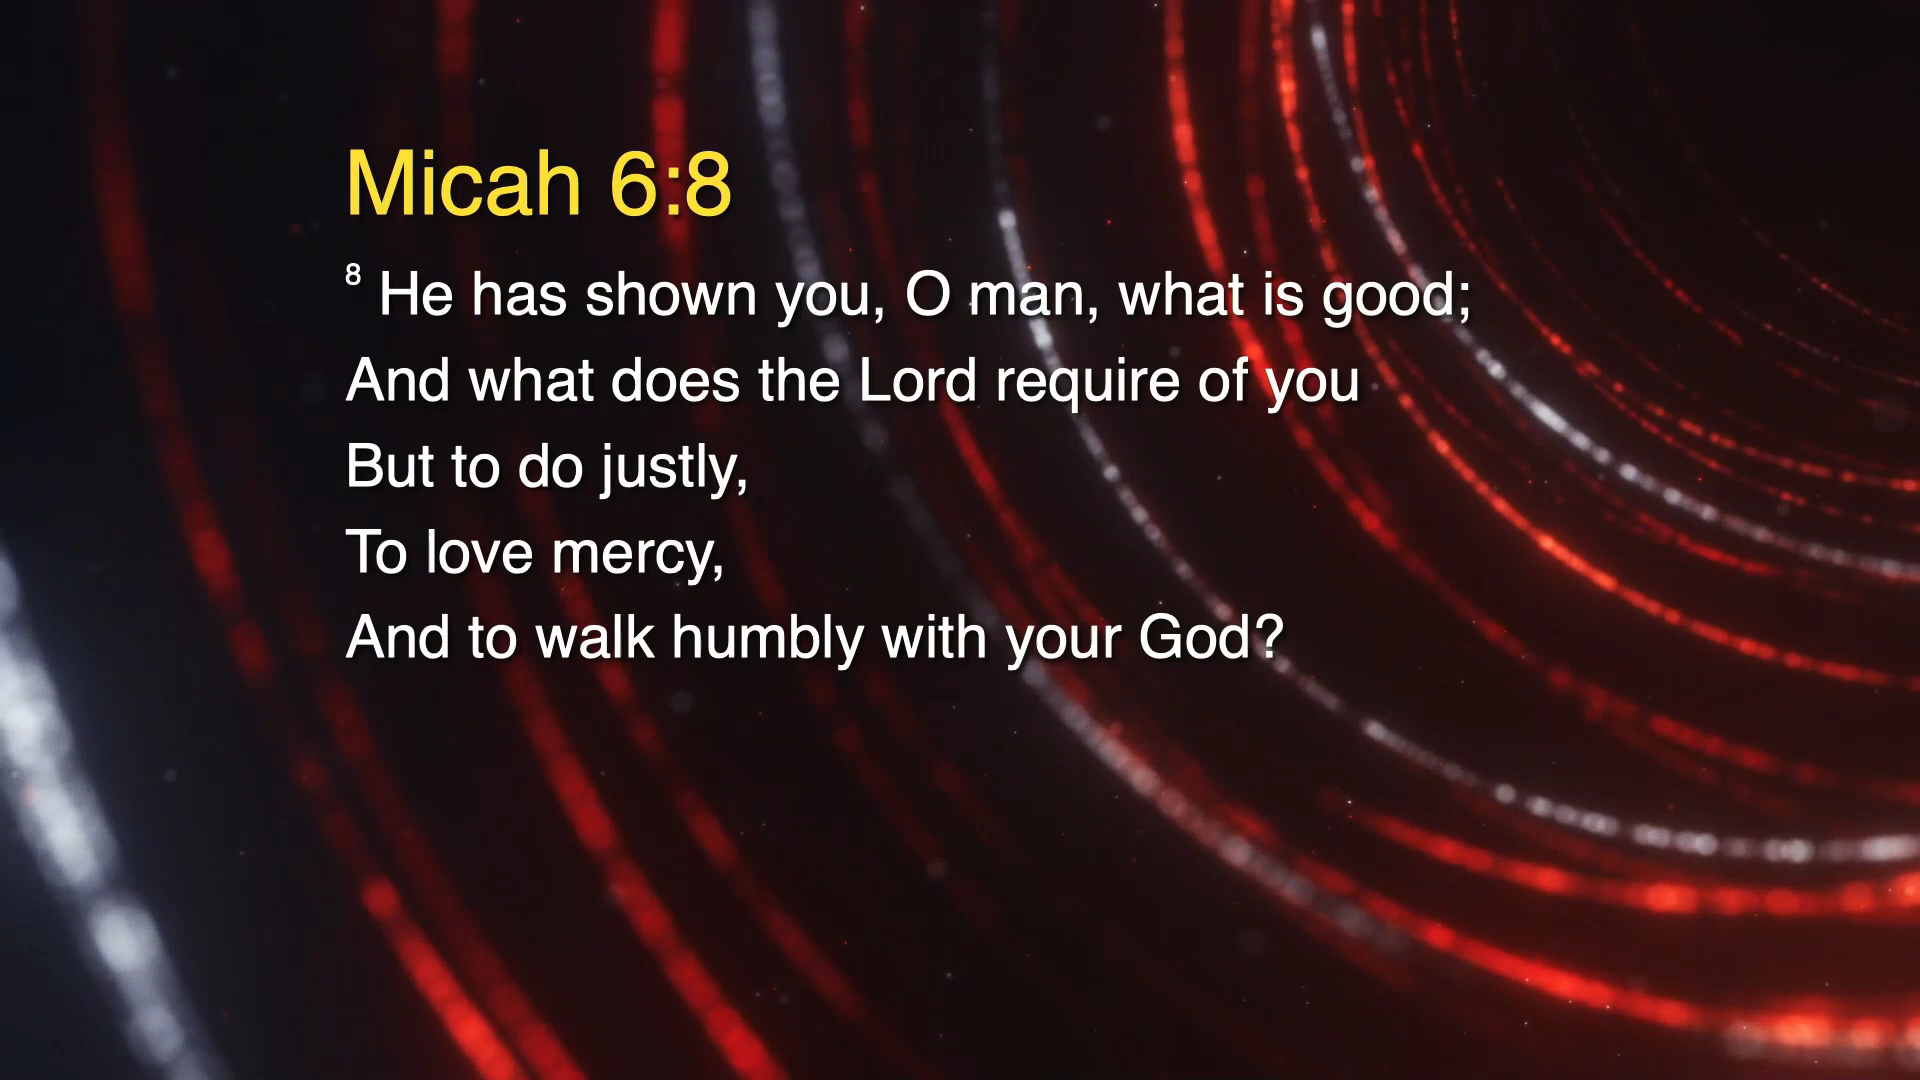 Micah 6:8
8 He has shown you, O man, what is good;
And what does the Lord require of you
But to do justly,
To love mercy,
And to walk humbly with your God?